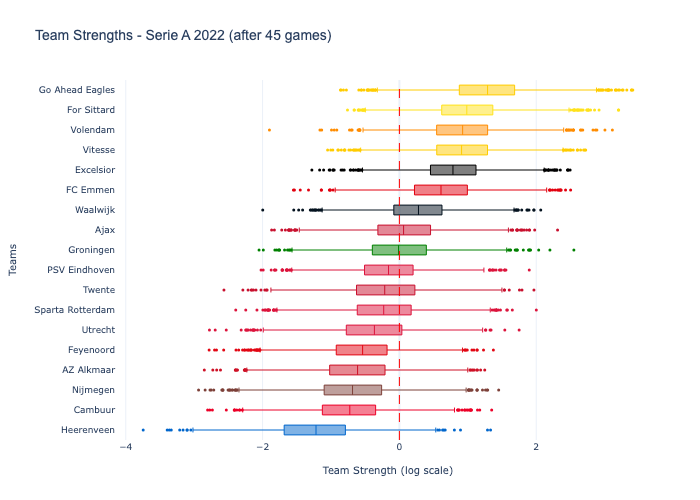 Team Strengths - Serie A 2022 (after 45 games)
Go Ahead Eagles
For Sittard
Volendam
Vitesse
Excelsior
FC Emmen
Waalwijk
Ajax
Groningen
PSV Eindhoven
Twente
Sparta Rotterdam
Utrecht
Feyenoord
AZ Alkmaar
Nijmegen
Cambuur
Heerenveen
Teams
−4
−2
0
2
Team Strength (log scale)